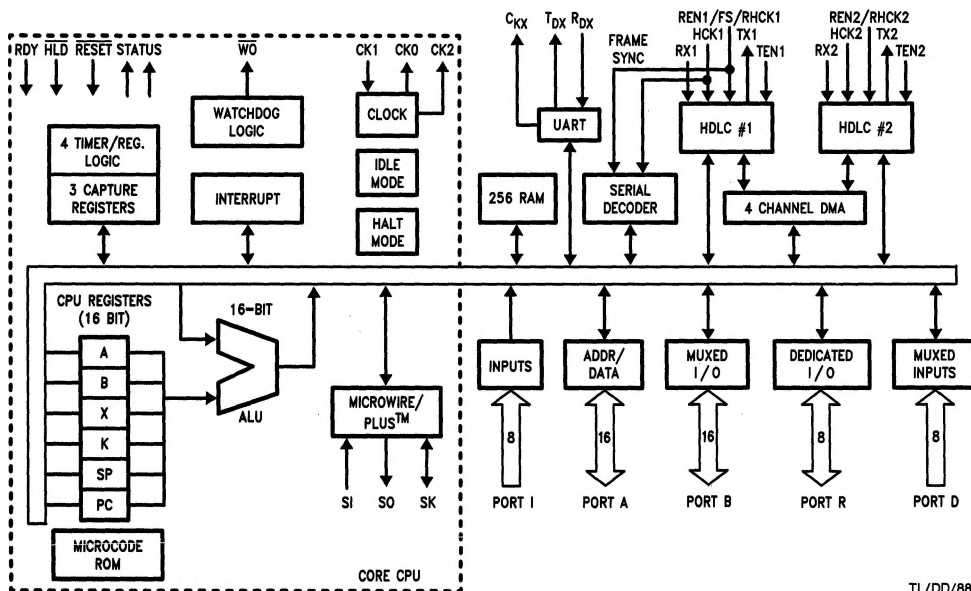 RDY HLD RESET STATUS
WO
CK1 CK0 CK2
CKX TDX RDX
FRAME
SYNC
REN1/FS/RHCK1
HCK1 TX1
RX1 TEN1
REN2/RHCK2
HCK2 TX2
RX2 TEN2
4 TIMER/REG.
LOGIC
3 CAPTURE
REGISTERS
WATCHDOG
LOGIC
INTERRUPT
CLOCK
IDLE
MODE
HALT
MODE
UART
HDLC #1
HDLC #2
256 RAM
SERIAL
DECODER
4 CHANNEL DMA
CPU REGISTERS
(16 BIT)
A
B
X
K
SP
PC
MICROCODE
ROM
16-BIT
ALU
MICROWIRE/
PLUS™
SI SO SK
CORE CPU
INPUTS
ADDR/
DATA
MUXED
I/O
DEDICATED
I/O
MUXED
INPUTS
8
16
16
8
8
PORT I
PORT A
PORT B
PORT R
PORT D
TL/DD/88